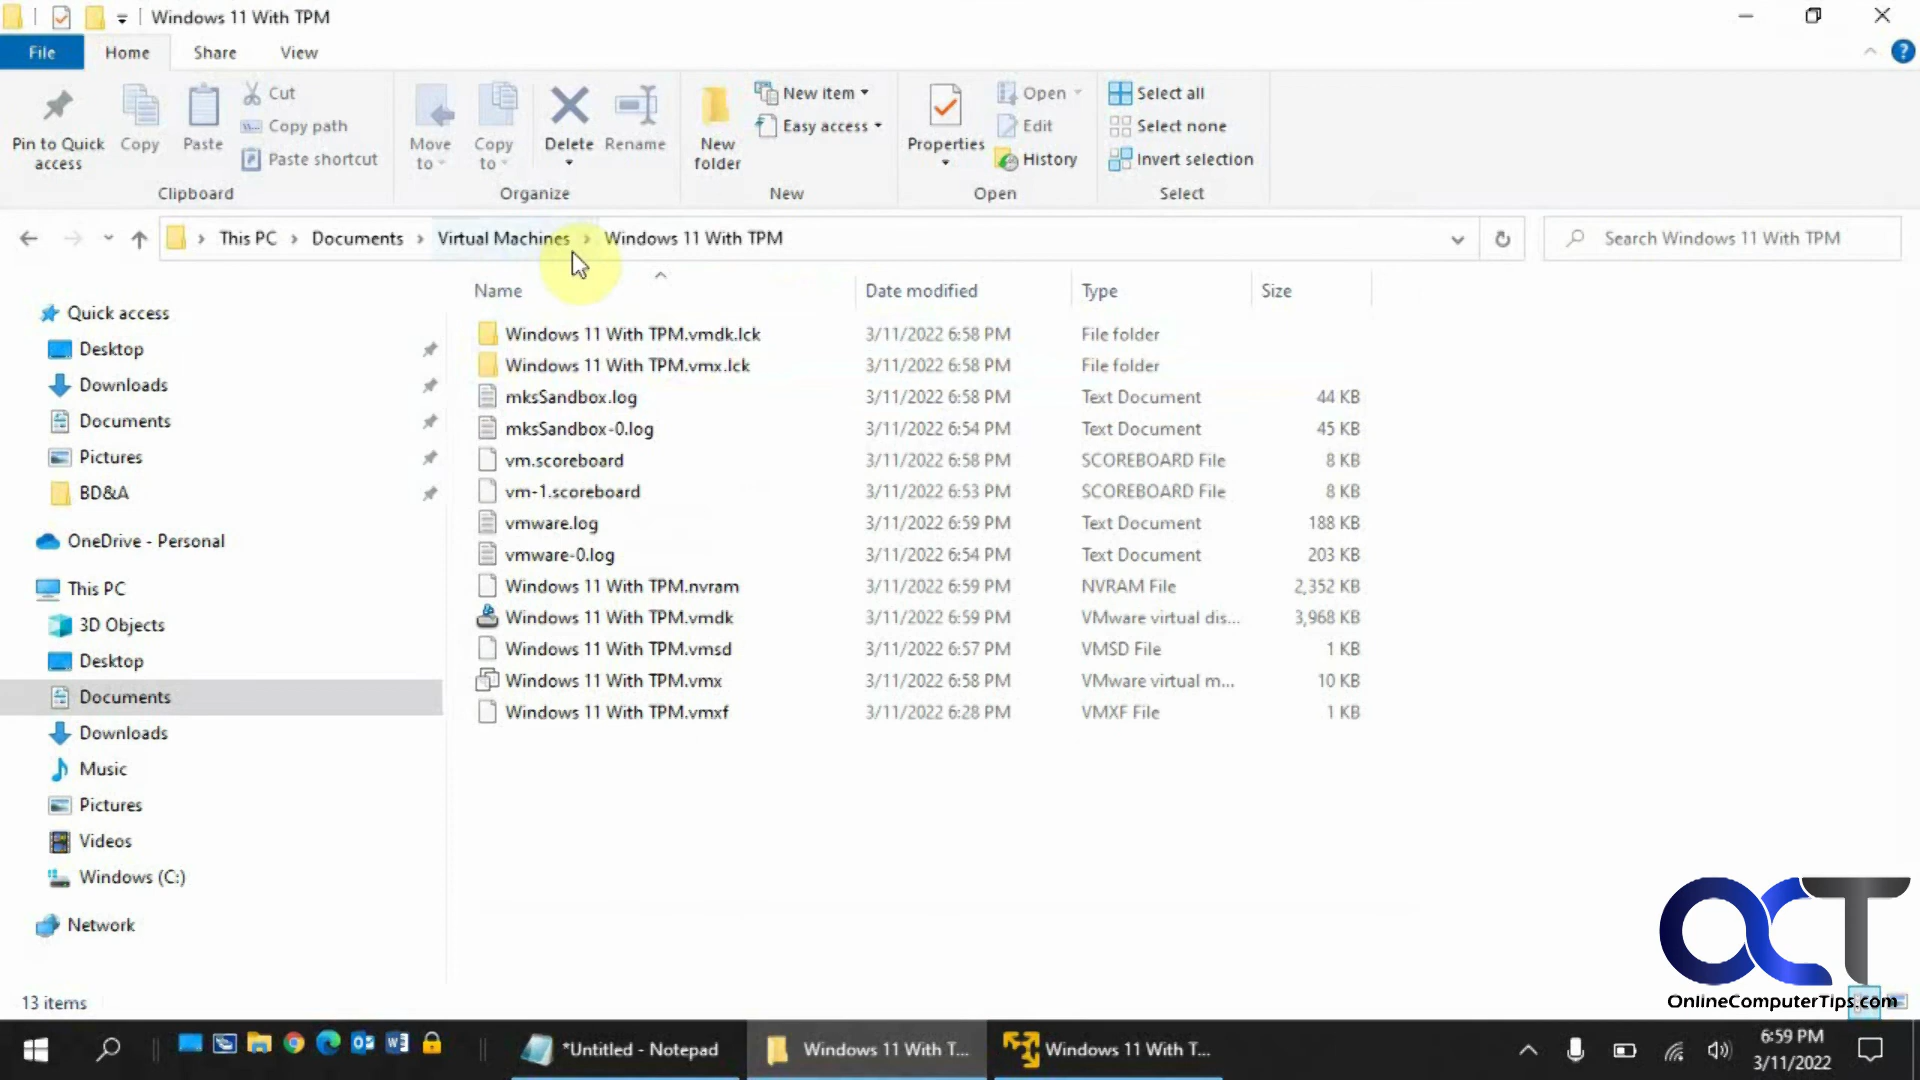 Windows 11 With TPM
File Home Share View
Pin to Quick access
Copy
Paste
Cut
Copy path
Paste shortcut
Clipboard
Move to
Copy to
Delete
Rename
Organize
New folder
New item
Easy access
New
Properties
Open
Edit
History
Open
Select all
Select none
Invert selection
Select
This PC > Documents > Virtual Machines > Windows 11 With TPM
Search Windows 11 With TPM
Quick access
Desktop
Downloads
Documents
Pictures
BD&A
OneDrive - Personal
This PC
3D Objects
Desktop
Documents
Downloads
Music
Pictures
Videos
Windows (C:)
Network
Name Date modified Type Size
Windows 11 With TPM.vmdk.lck 3/11/2022 6:58 PM File folder
Windows 11 With TPM.vmx.lck 3/11/2022 6:58 PM File folder
mksSandbox.log 3/11/2022 6:58 PM Text Document 44 KB
mksSandbox-0.log 3/11/2022 6:54 PM Text Document 45 KB
vm.scoreboard 3/11/2022 6:58 PM SCOREBOARD File 8 KB
vm-1.scoreboard 3/11/2022 6:53 PM SCOREBOARD File 8 KB
vmware.log 3/11/2022 6:59 PM Text Document 188 KB
vmware-0.log 3/11/2022 6:54 PM Text Document 203 KB
Windows 11 With TPM.nvram 3/11/2022 6:59 PM NVRAM File 2,352 KB
Windows 11 With TPM.vmdk 3/11/2022 6:59 PM VMware virtual dis... 3,968 KB
Windows 11 With TPM.vmsd 3/11/2022 6:57 PM VMSD File 1 KB
Windows 11 With TPM.vmx 3/11/2022 6:58 PM VMware virtual m... 10 KB
Windows 11 With TPM.vmxf 3/11/2022 6:28 PM VMXF File 1 KB
OCT
OnlineComputerTips.com
13 items
*Untitled - Notepad
Windows 11 With T...
Windows 11 With T...
6:59 PM
3/11/2022